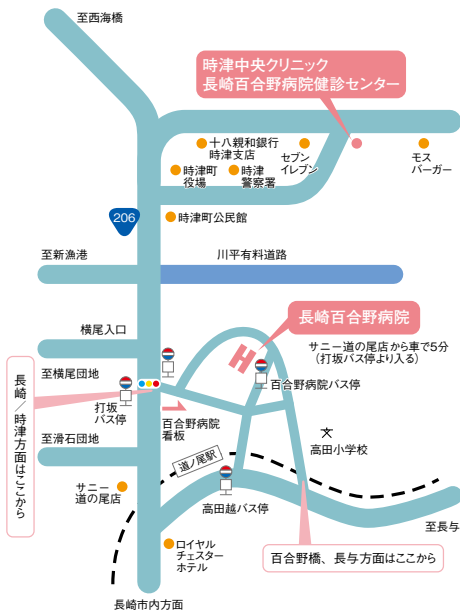 至西海橋
時津中央クリニック
長崎百合野病院健診センター
十八親和銀行
時津支店
セブン
イレブン
モス
バーガー
時津町
役場
時津
警察署
206
時津町公民館
至新漁港
川平有料道路
長崎百合野病院
サニー道の尾店から車で5分
(打坂バス停より入る)
横尾入口
至横尾団地
長崎/時津方面はここから
打坂
バス停
百合野病院バス停
百合野病院
看板
高田小学校
至滑石団地
道ノ尾駅
サニー
道の尾店
高田越バス停
至長与
ロイヤル
チェスター
ホテル
百合野橋、長与方面はここから
長崎市内方面